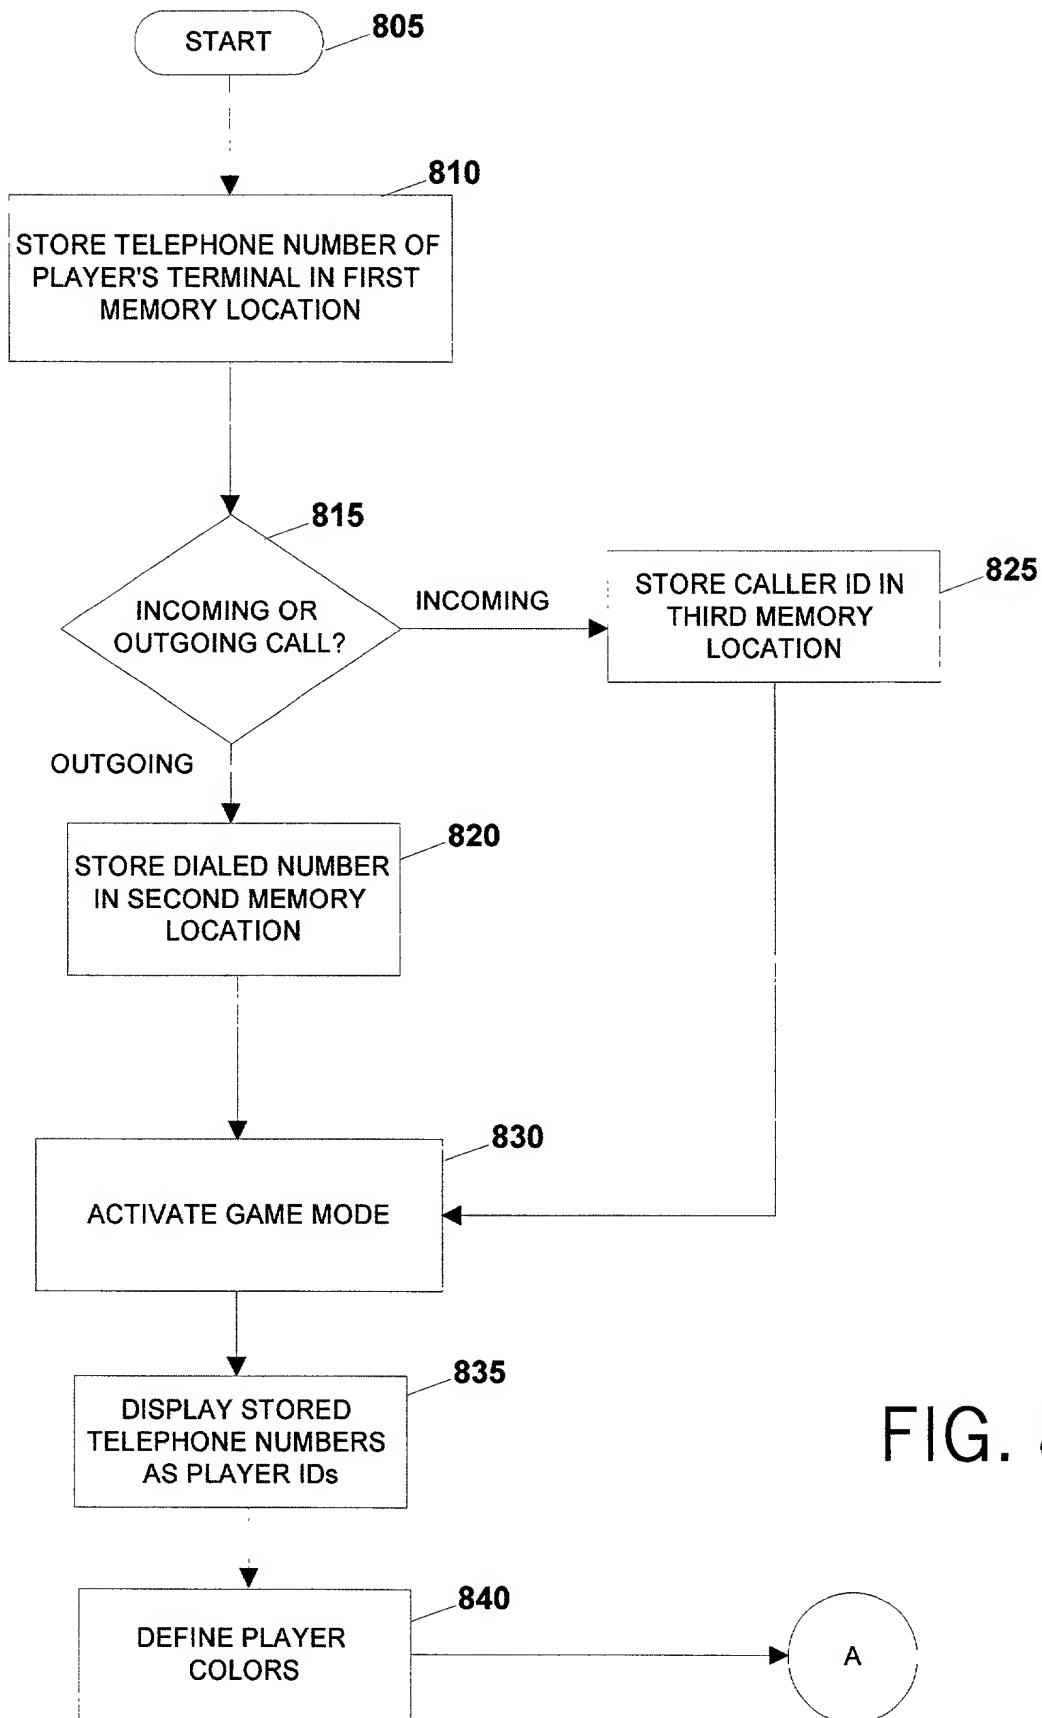 START
805
810
STORE TELEPHONE NUMBER OF
PLAYER'S TERMINAL IN FIRST
MEMORY LOCATION
815
INCOMING OR
OUTGOING CALL?
INCOMING
STORE CALLER ID IN
THIRD MEMORY
LOCATION
825
OUTGOING
820
STORE DIALED NUMBER
IN SECOND MEMORY
LOCATION
830
ACTIVATE GAME MODE
835
DISPLAY STORED
TELEPHONE NUMBERS
AS PLAYER IDs
FIG.
840
DEFINE PLAYER
COLORS
A